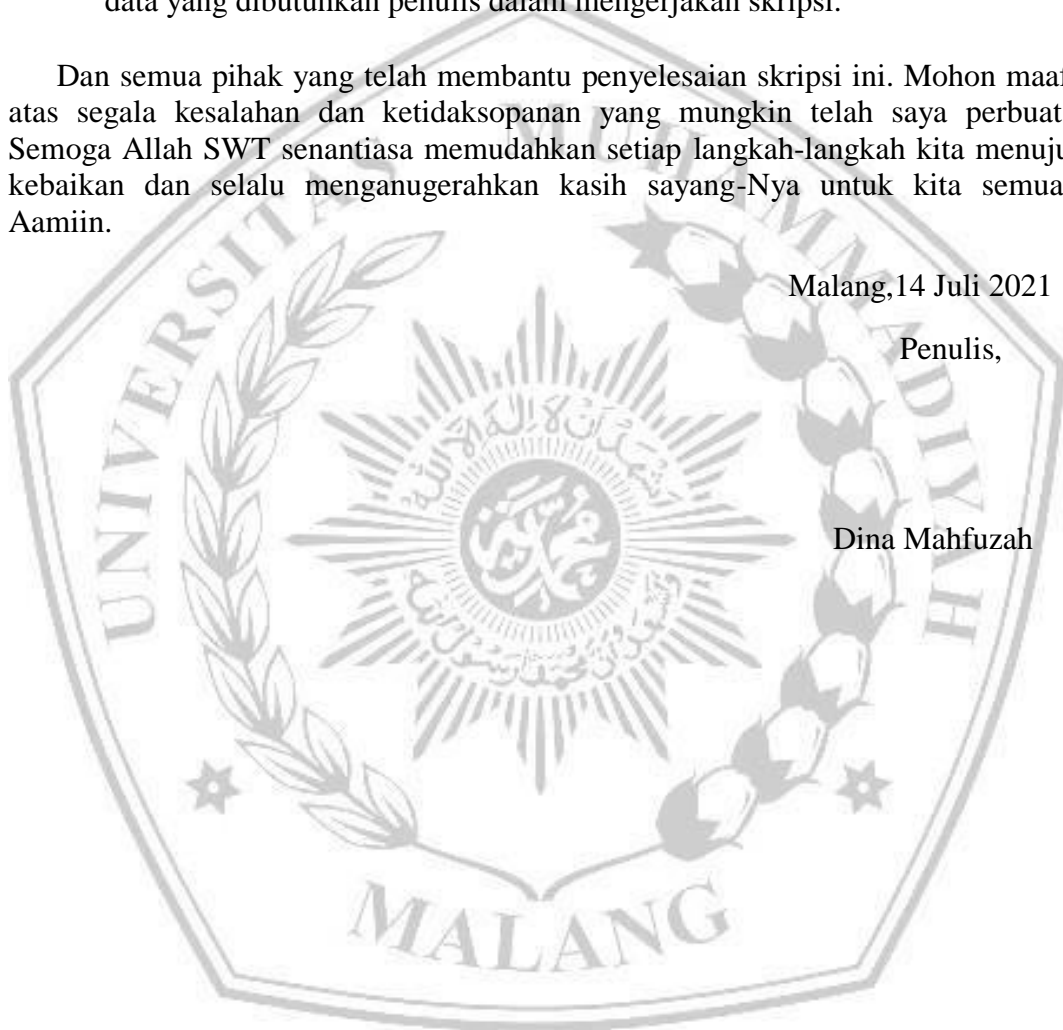 data yang dibutuhkan penulis dalam mengerjakan skripsi.
Dan semua pihak yang telah membantu penyelesaian skripsi ini. Mohon maaf
atas segala kesalahan dan ketidaksopanan yang mungkin telah saya perbuat
Semoga Allah SWT senantiasa memudahkan setiap langkah-langkah kita menuju
kebaikan dan selalu menganugerahkan kasih sayang-Nya untuk kita semua
Aamiin.
Malang,14 Juli 2021
Penulis,
Dina Mahfuzah
UNIVERSITAS MUHAMMADIYAH
MALANG